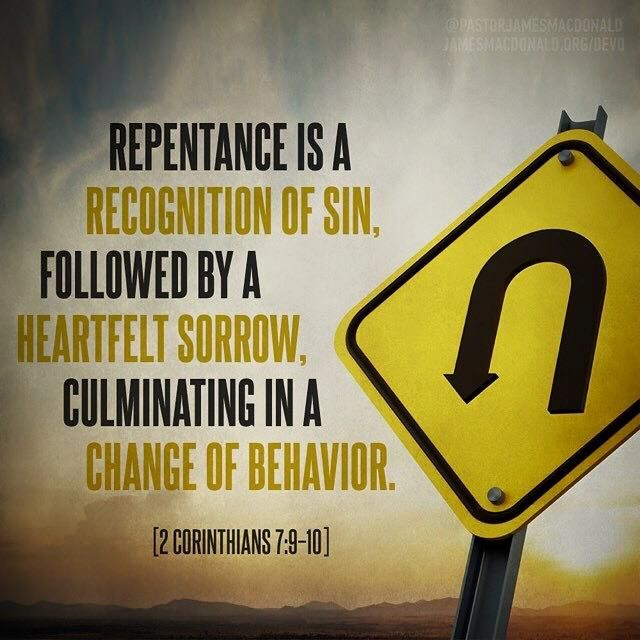 @PASTORJAMESMACDONALD
JAMESMACDONALD.ORG/DEVO
REPENTANCE IS A
RECOGNITION OF SIN,
FOLLOWED BY A
HEARTFELT SORROW,
CULMINATING IN A
CHANGE OF BEHAVIOR.
[2 CORINTHIANS 7:9-10]